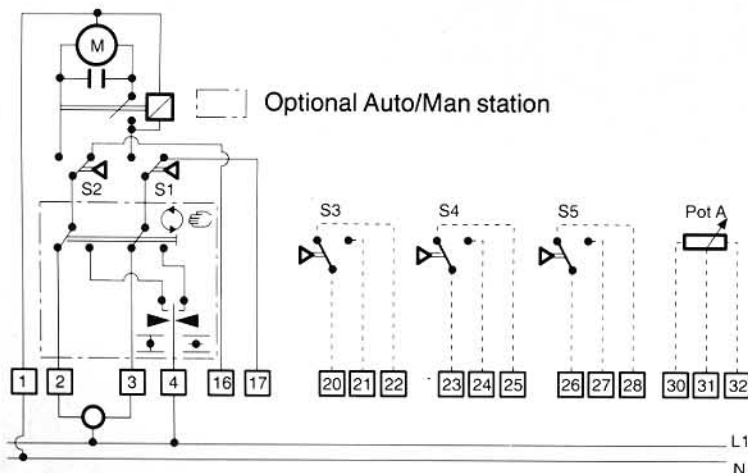 M
Optional Auto/Man station
S2 S1
S3 S4 S5 Pot A
1 2 3 4 16 17 20 21 22 23 24 25 26 27 28 30 31 32
L1
N